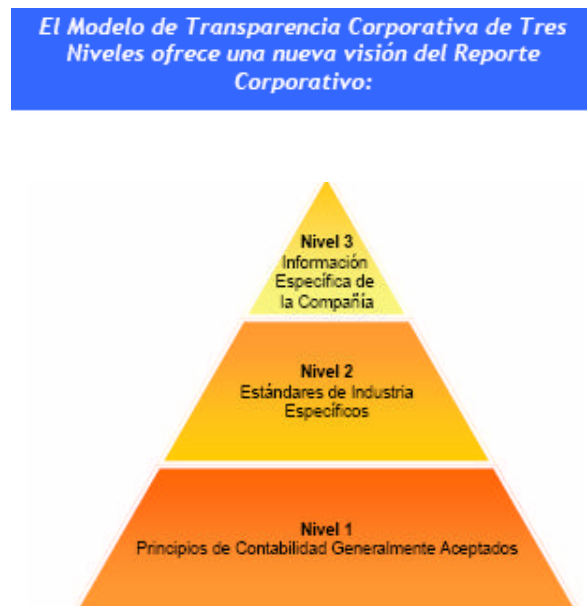 El Modelo de Transparencia Corporativa de Tres
Niveles ofrece una nueva visión del Reporte
Corporativo:
Nivel 3
Información
Específica de
la Compañía
Nivel 2
Estándares de Industria
Específicos
Nivel 1
Principios de Contabilidad Generalmente Aceptados